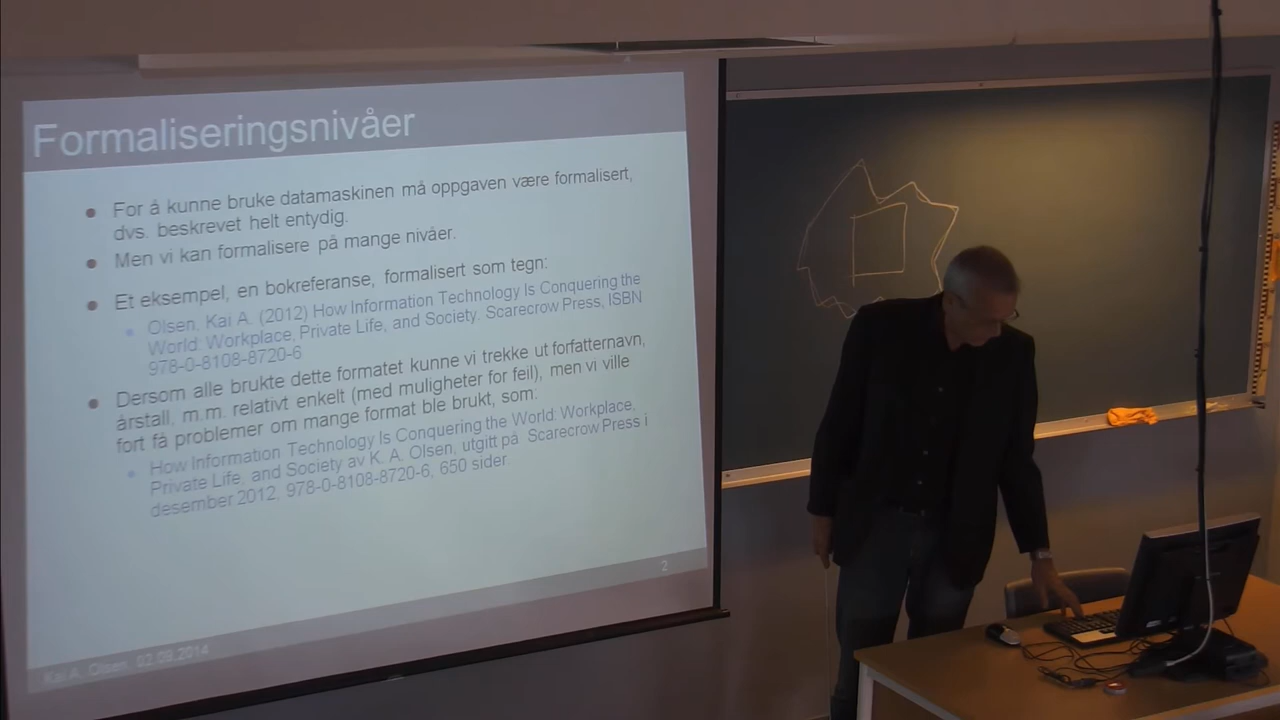 Formaliseringsnivåer
For å kunne bruke datamaskinen må oppgaven være formalisert,
dvs. beskrevet helt entydig.
Men vi kan formalisere på mange nivåer.
Et eksempel, en bokreferanse, formalisert som tegn:
Olsen, Kai A. (2012) How Information Technology Is Conquering the
World: Workplace, Private Life, and Society. Scarecrow Press, ISBN
978-0-8108-8720-6
Dersom alle brukte dette formatet kunne vi trekke ut forfatternavn,
årstall, m.m. relativt enkelt (med muligheter for feil), men vi ville
fort få problemer om mange format ble brukt, som:
How Information Technology Is Conquering the World: Workplace,
Private Life, and Society av K. A. Olsen, utgitt på Scarecrow Press i
desember 2012, 978-0-8108-8720-6, 650 sider.
2
Kai A. Olsen, 02.09.2014